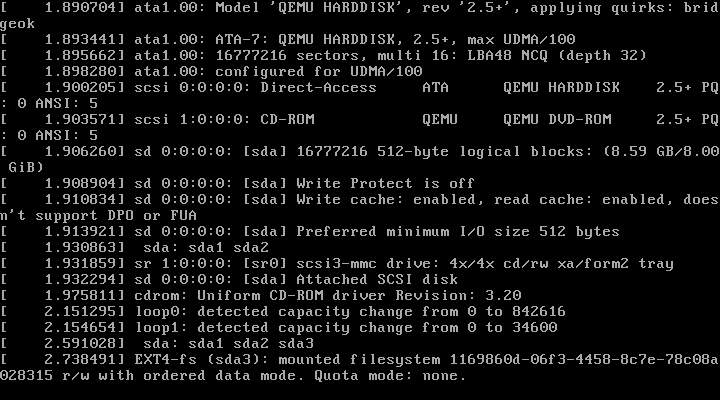 [    1.890704] ata1.00: Model 'QEMU HARDDISK', rev '2.5+', applying quirks: brid
geok
[    1.893441] ata1.00: ATA-7: QEMU HARDDISK, 2.5+, max UDMA/100
[    1.895662] ata1.00: 16777216 sectors, multi 16: LBA48 NCQ (depth 32)
[    1.898280] ata1.00: configured for UDMA/100
[    1.900205] scsi 0:0:0:0: Direct-Access     ATA      QEMU HARDDISK    2.5+ PQ
: 0 ANSI: 5
[    1.903571] scsi 1:0:0:0: CD-ROM            QEMU     QEMU DVD-ROM     2.5+ PQ
: 0 ANSI: 5
[    1.906260] sd 0:0:0:0: [sda] 16777216 512-byte logical blocks: (8.59 GB/8.00
 GiB)
[    1.908904] sd 0:0:0:0: [sda] Write Protect is off
[    1.910834] sd 0:0:0:0: [sda] Write cache: enabled, read cache: enabled, does
n't support DPO or FUA
[    1.913921] sd 0:0:0:0: [sda] Preferred minimum I/O size 512 bytes
[    1.930863]  sda: sda1 sda2
[    1.931859] sr 1:0:0:0: [sr0] scsi3-mmc drive: 4x/4x cd/rw xa/form2 tray
[    1.932294] sd 0:0:0:0: [sda] Attached SCSI disk
[    1.975811] cdrom: Uniform CD-ROM driver Revision: 3.20
[    2.151295] loop0: detected capacity change from 0 to 842616
[    2.154654] loop1: detected capacity change from 0 to 34600
[    2.591028]  sda: sda1 sda2 sda3
[    2.738491] EXT4-fs (sda3): mounted filesystem 1169860d-06f3-4458-8c7e-78c08a
028315 r/w with ordered data mode. Quota mode: none.